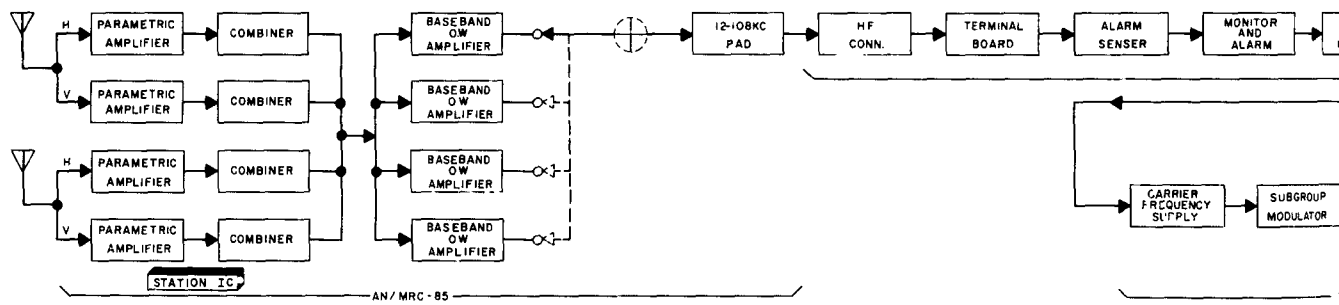 H
PARAMETRIC
AMPLIFIER
COMBINER
BASEBAND
OW
AMPLIFIER
12-108KC
PAD
HF
CONN.
TERMINAL
BOARD
ALARM
SENSER
MONITOR
AND
ALARM
V
PARAMETRIC
AMPLIFIER
COMBINER
BASEBAND
OW
AMPLIFIER
H
PARAMETRIC
AMPLIFIER
COMBINER
BASEBAND
OW
AMPLIFIER
V
PARAMETRIC
AMPLIFIER
COMBINER
BASEBAND
OW
AMPLIFIER
CARRIER
FREQUENCY
SUPPLY
SUBGROUP
MODULATOR
STATION IC
AN/MRC-85